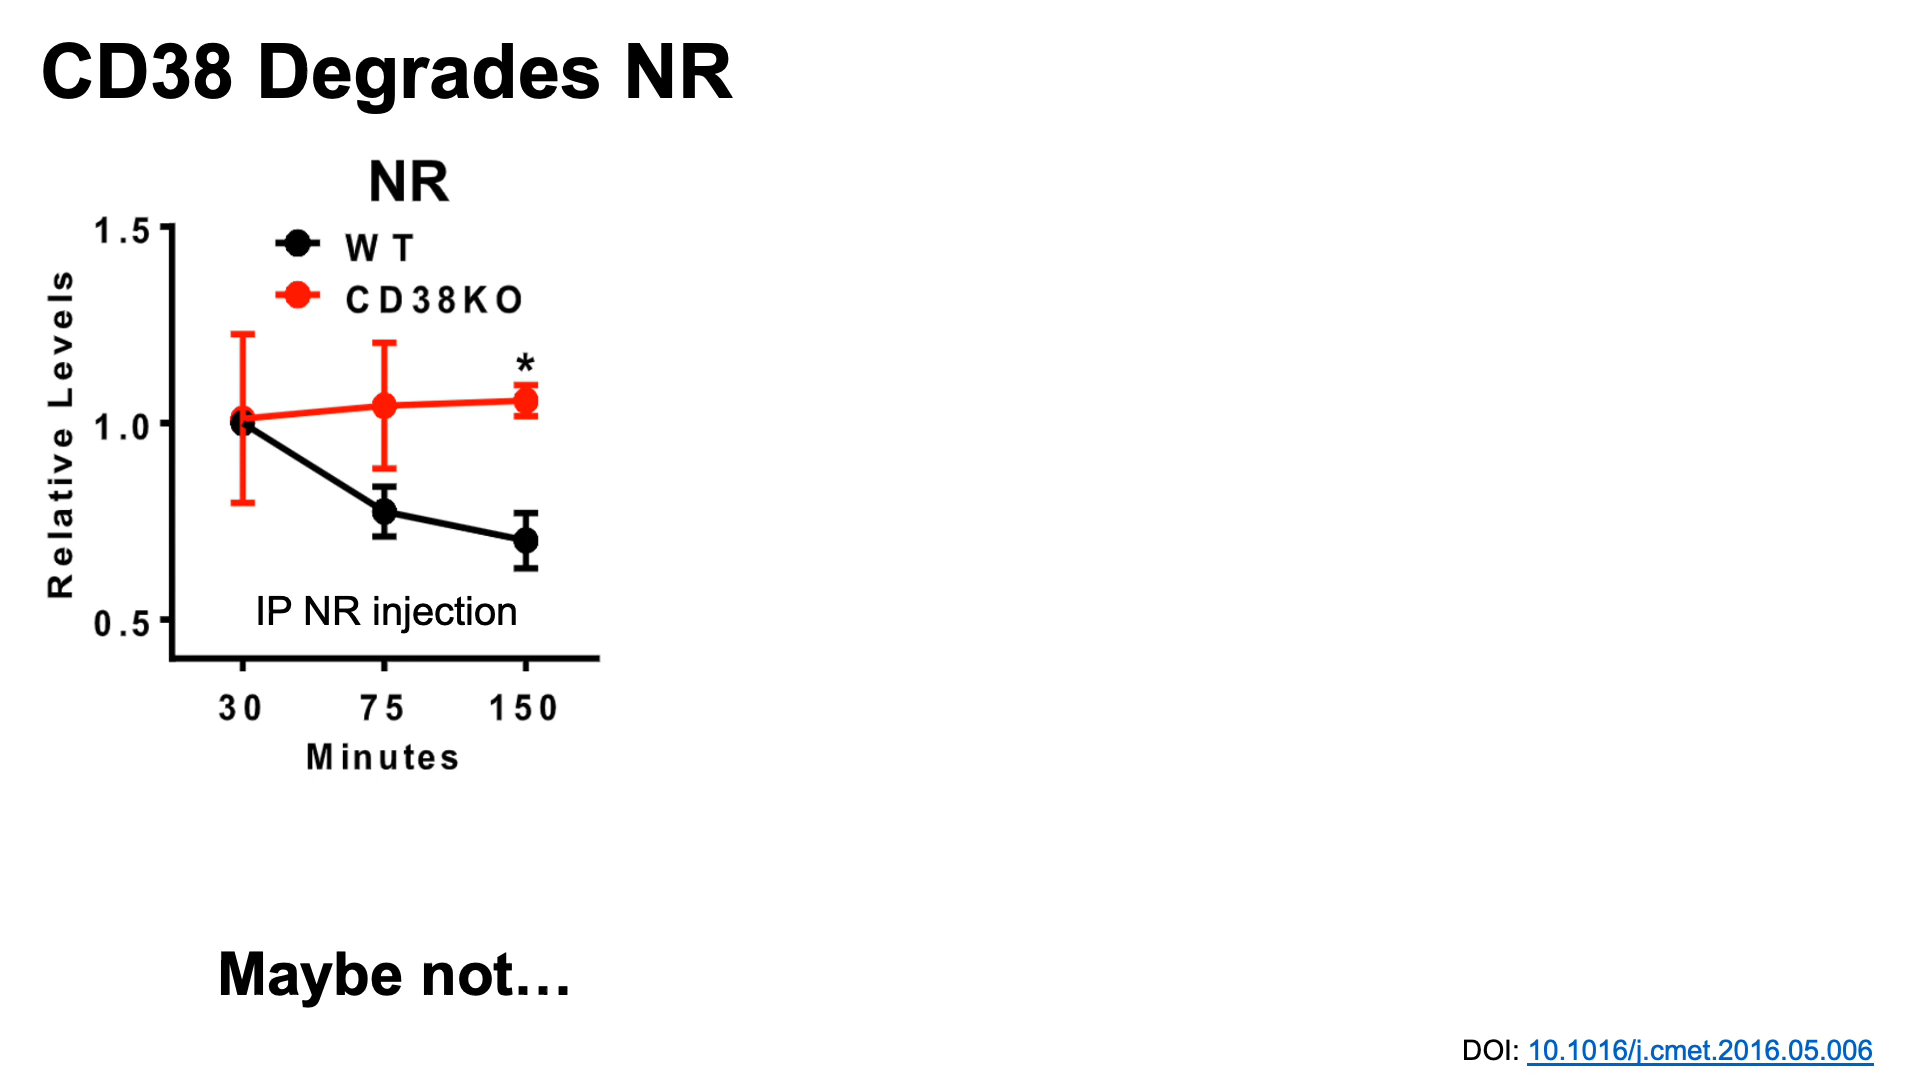 CD38 Degrades NR
NR
WT
CD38KO
*
1.5
1.0
0.5
Relative Levels
IP NR injection
30 75 150
Minutes
Maybe not…
DOI: 10.1016/j.cmet.2016.05.006